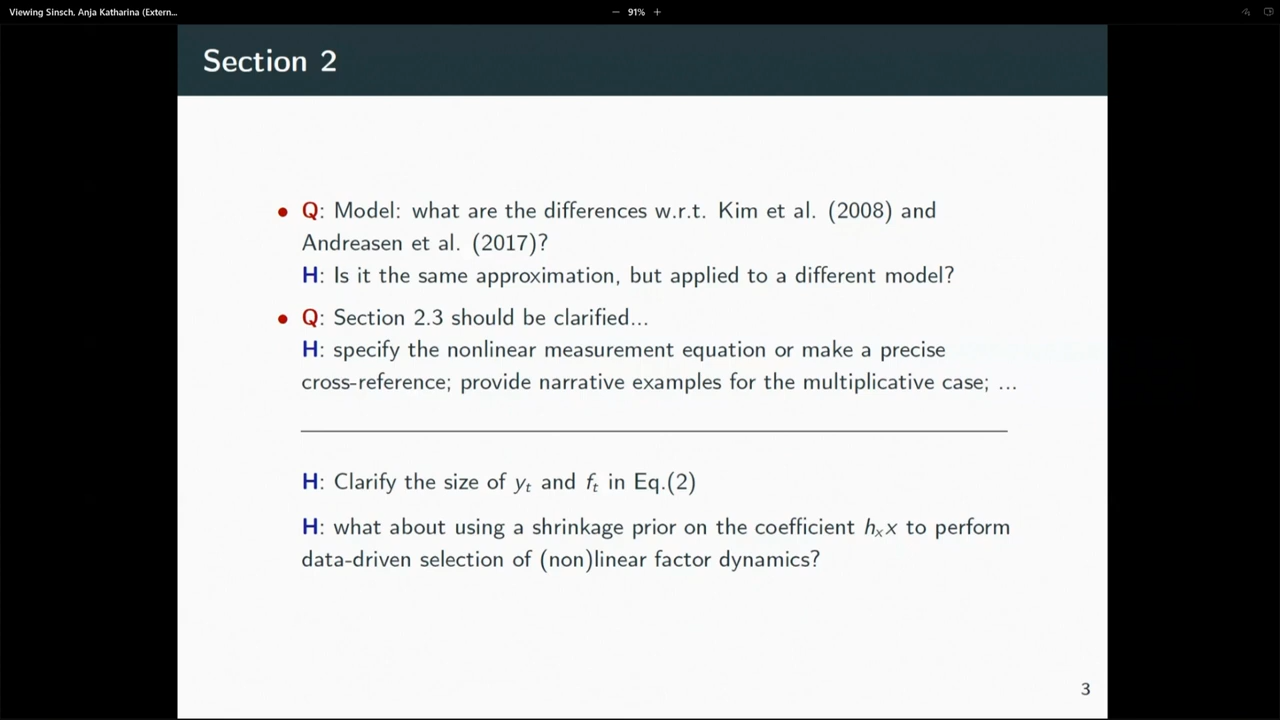 Viewing Sinsch, Anja Katharina (Extern...
− 91% +
Section 2
• Q: Model: what are the differences w.r.t. Kim et al. (2008) and
Andreasen et al. (2017)?
H: Is it the same approximation, but applied to a different model?
• Q: Section 2.3 should be clarified...
H: specify the nonlinear measurement equation or make a precise
cross-reference; provide narrative examples for the multiplicative case; ...
H: Clarify the size of yₜ and fₜ in Eq.(2)
H: what about using a shrinkage prior on the coefficient hₓx to perform
data-driven selection of (non)linear factor dynamics?
3